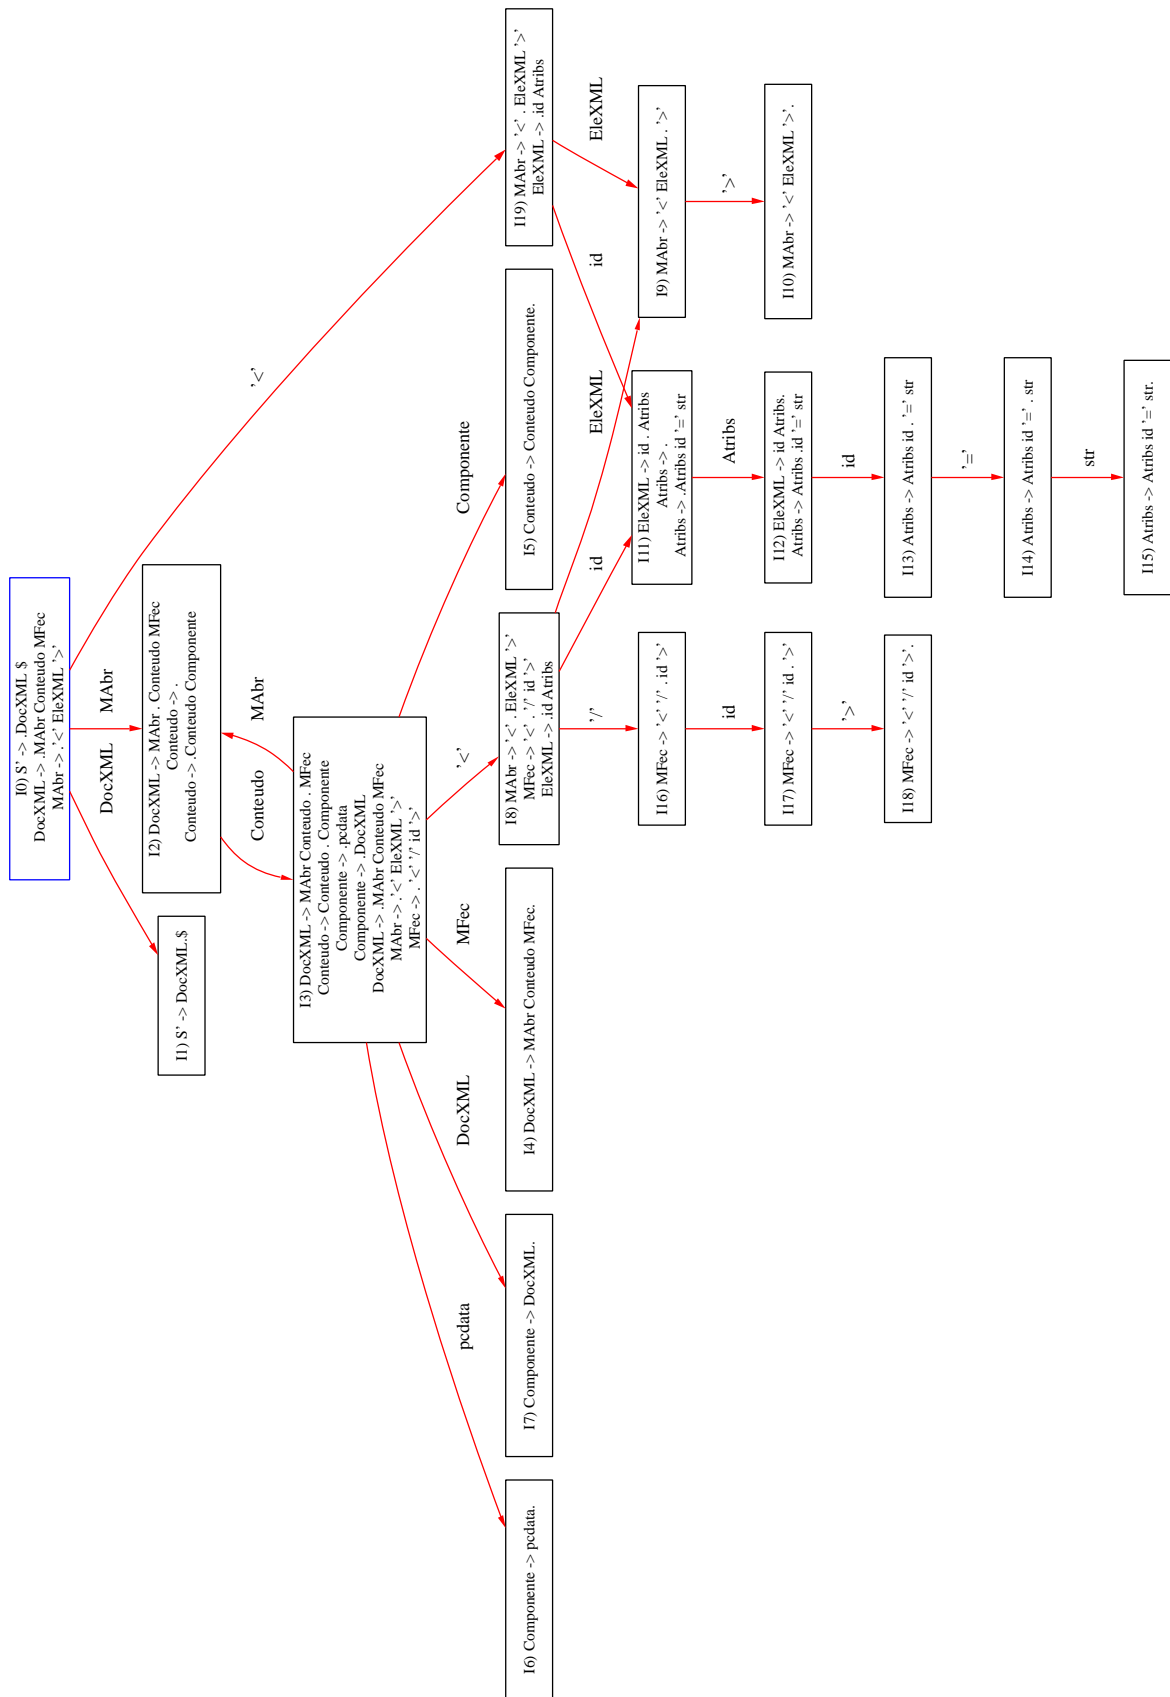 I0) S' -> .DocXML $
DocXML -> .MAbr Conteudo MFec
MAbr -> .'<' EleXML '>'
DocXML
MAbr
'<'
I1) S' -> DocXML.$
I2) DocXML -> MAbr . Conteudo MFec
Conteudo -> .
Conteudo -> .Conteudo Componente
Conteudo
MAbr
I3) DocXML -> MAbr Conteudo . MFec
Conteudo -> Conteudo . Componente
Componente -> .pcdata
Componente -> .DocXML
DocXML -> .MAbr Conteudo MFec
MAbr -> .'<' EleXML '>'
MFec -> . '<' '/' id '>'
pcdata
DocXML
MFec
'<'
Componente
I6) Componente -> pcdata.
I7) Componente -> DocXML.
I4) DocXML -> MAbr Conteudo MFec.
I8) MAbr -> '<' . EleXML '>'
MFec -> '<' . '/' id '>'
EleXML -> .id Atribs
I5) Conteudo -> Conteudo Componente.
I19) MAbr -> '<' . EleXML '>'
EleXML -> .id Atribs
'/'
id
EleXML
id
EleXML
I16) MFec -> '<' '/' . id '>'
I11) EleXML -> id . Atribs
Atribs -> .
Atribs -> .Atribs id '=' str
I9) MAbr -> '<' EleXML . '>'
id
Atribs
'>'
I17) MFec -> '<' '/' id . '>'
I12) EleXML -> id Atribs.
Atribs -> Atribs .id '=' str
I10) MAbr -> '<' EleXML '>'.
'>'
id
I18) MFec -> '<' '/' id '>'.
I13) Atribs -> Atribs id . '=' str
'='
I14) Atribs -> Atribs id '=' . str
str
I15) Atribs -> Atribs id '=' str.